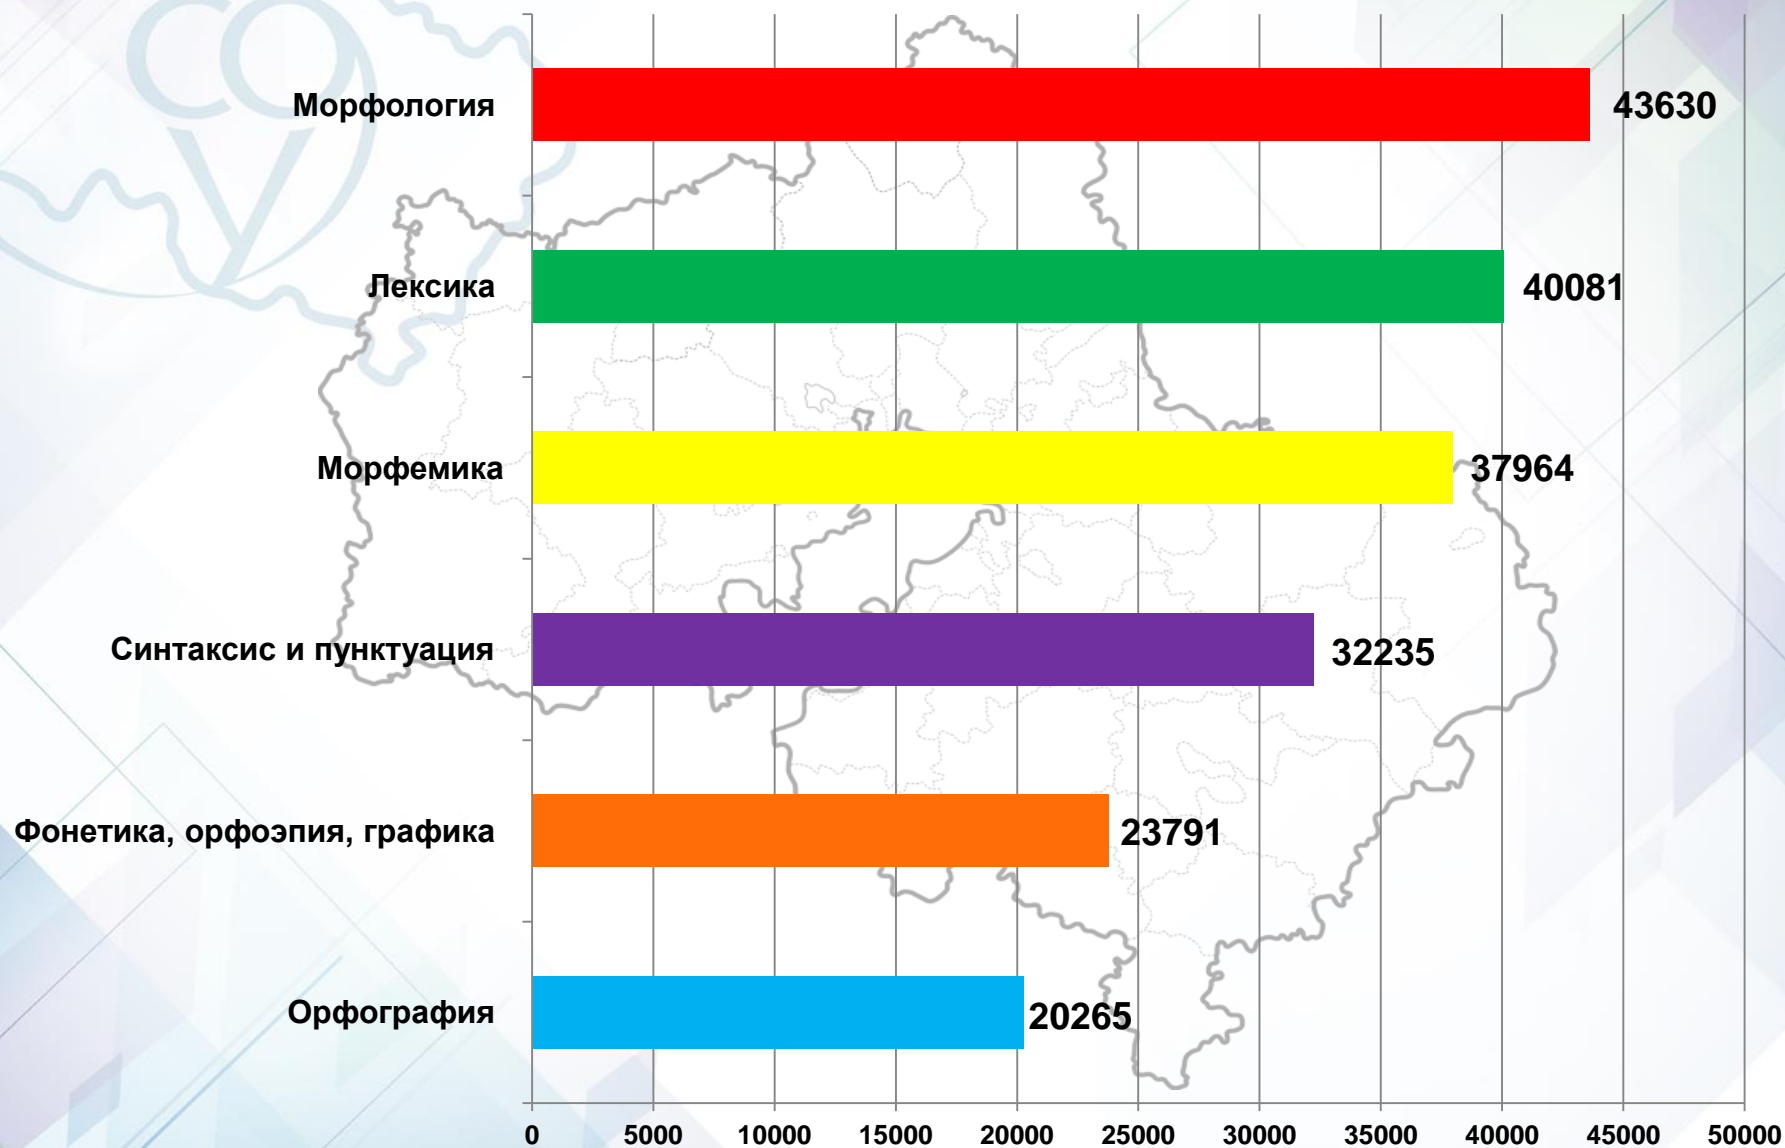 CO
V
Морфология 43630
Лексика 40081
Морфемика 37964
Синтаксис и пунктуация 32235
Фонетика, орфоэпия, графика 23791
Орфография 20265
0 5000 10000 15000 20000 25000 30000 35000 40000 45000 50000